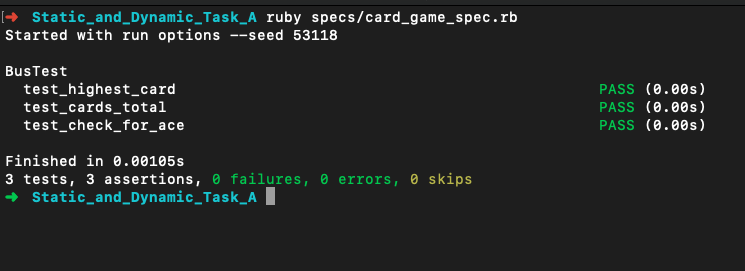 [➜ Static_and_Dynamic_Task_A ruby specs/card_game_spec.rb
Started with run options --seed 53118
BusTest
test_highest_card PASS (0.00s)
test_cards_total PASS (0.00s)
test_check_for_ace PASS (0.00s)
Finished in 0.00105s
3 tests, 3 assertions, 0 failures, 0 errors, 0 skips
➜ Static_and_Dynamic_Task_A